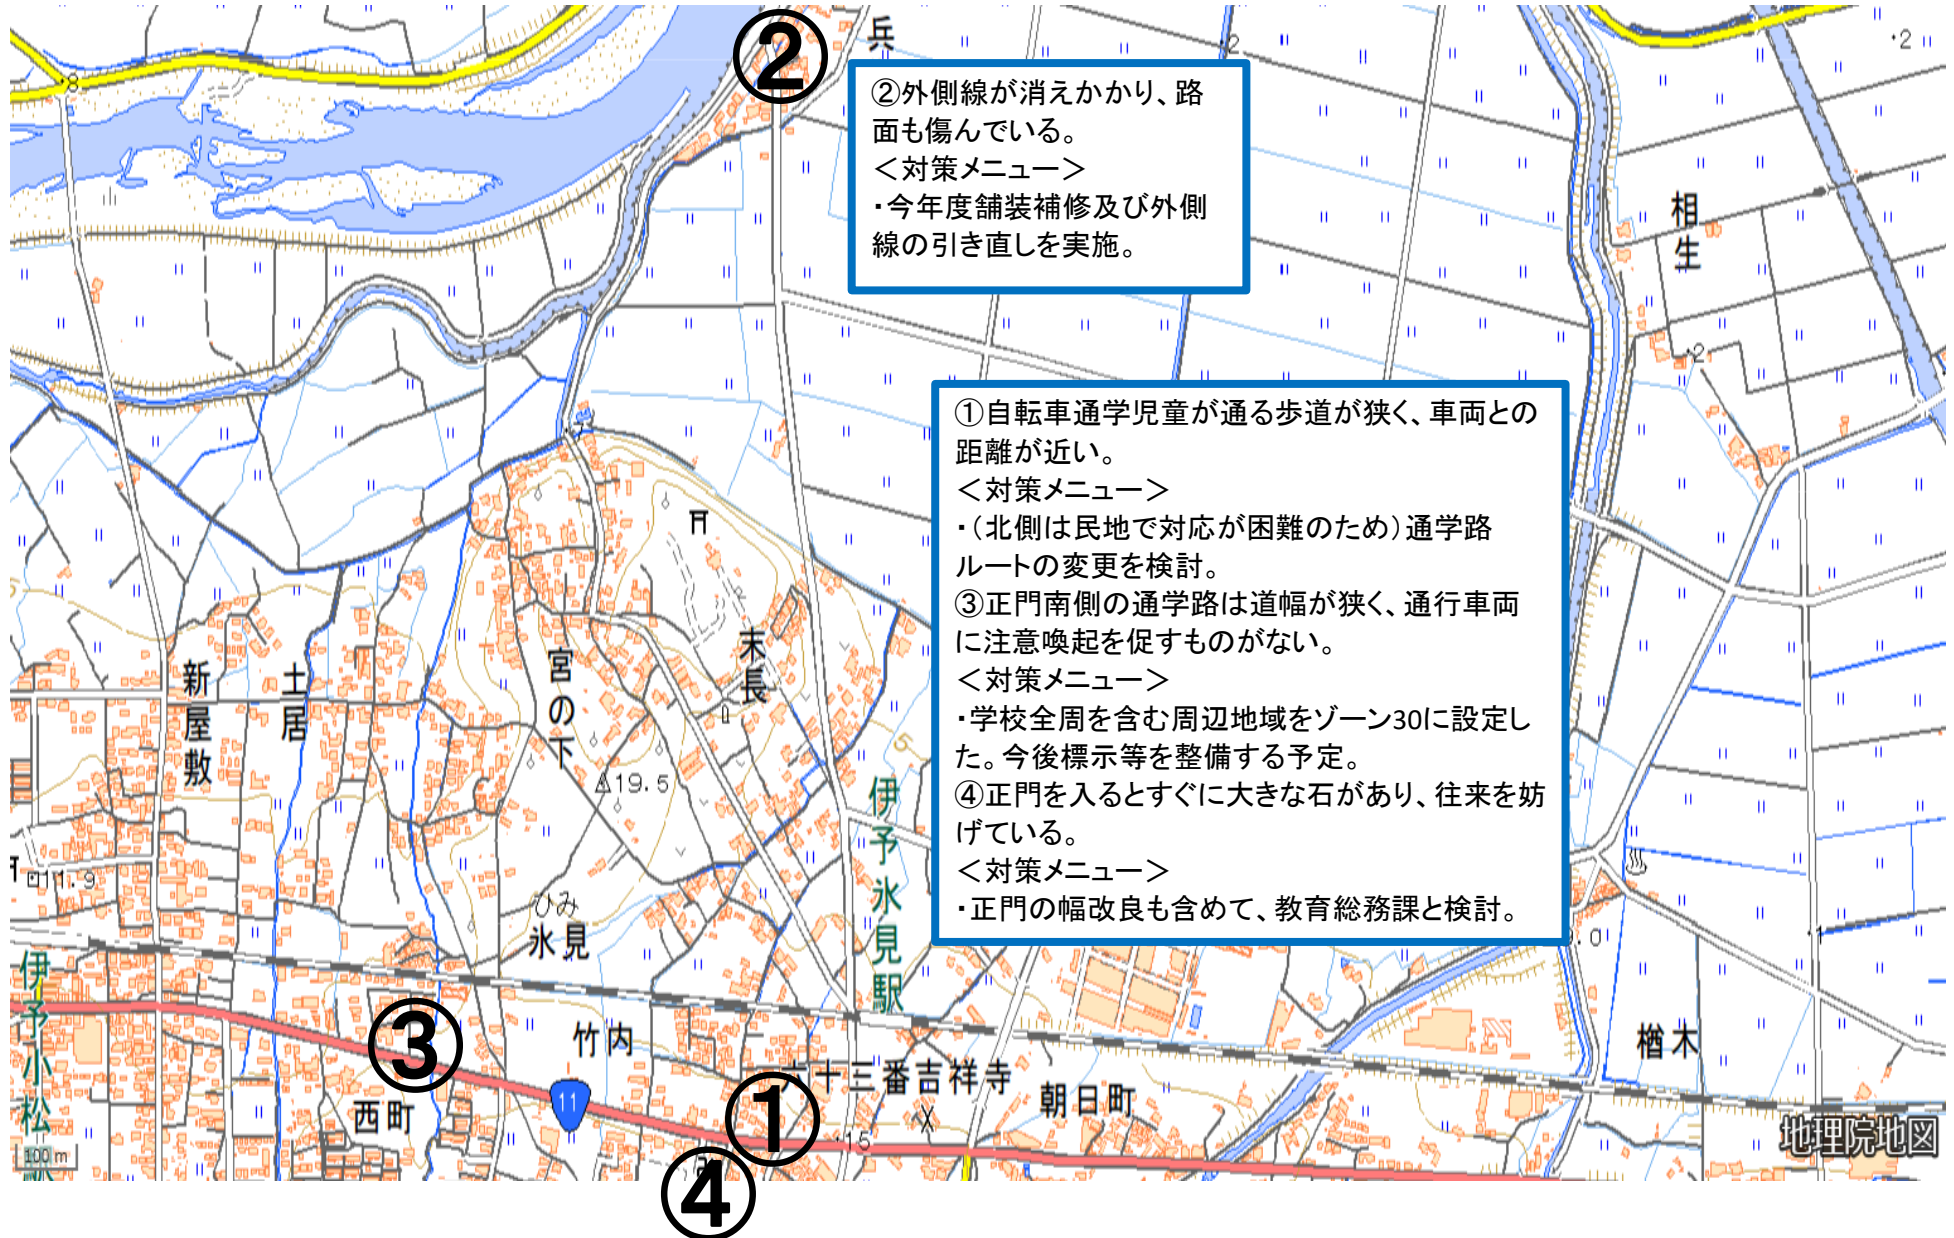 ②
兵
②外側線が消えかかり、路
面も傷んでいる。
＜対策メニュー＞
・今年度舗装補修及び外側
線の引き直しを実施。
相生
①自転車通学児童が通る歩道が狭く、車両との
距離が近い。
＜対策メニュー＞
・（北側は民地で対応が困難のため）通学路
ルートの変更を検討。
③正門南側の通学路は道幅が狭く、通行車両
に注意喚起を促すものがない。
＜対策メニュー＞
・学校全周を含む周辺地域をゾーン30に設定し
た。今後標示等を整備する予定。
④正門を入るとすぐに大きな石があり、往来を妨
げている。
＜対策メニュー＞
・正門の幅改良も含めて、教育総務課と検討。
新屋敷
土居
宮の下
末長
19.5
5
11.9
伊予氷見駅
ひみ
氷見
伊予小松
③
竹内
西町
11
六十三番吉祥寺
①
15
朝日町
楢木
④
100 m
地理院地図